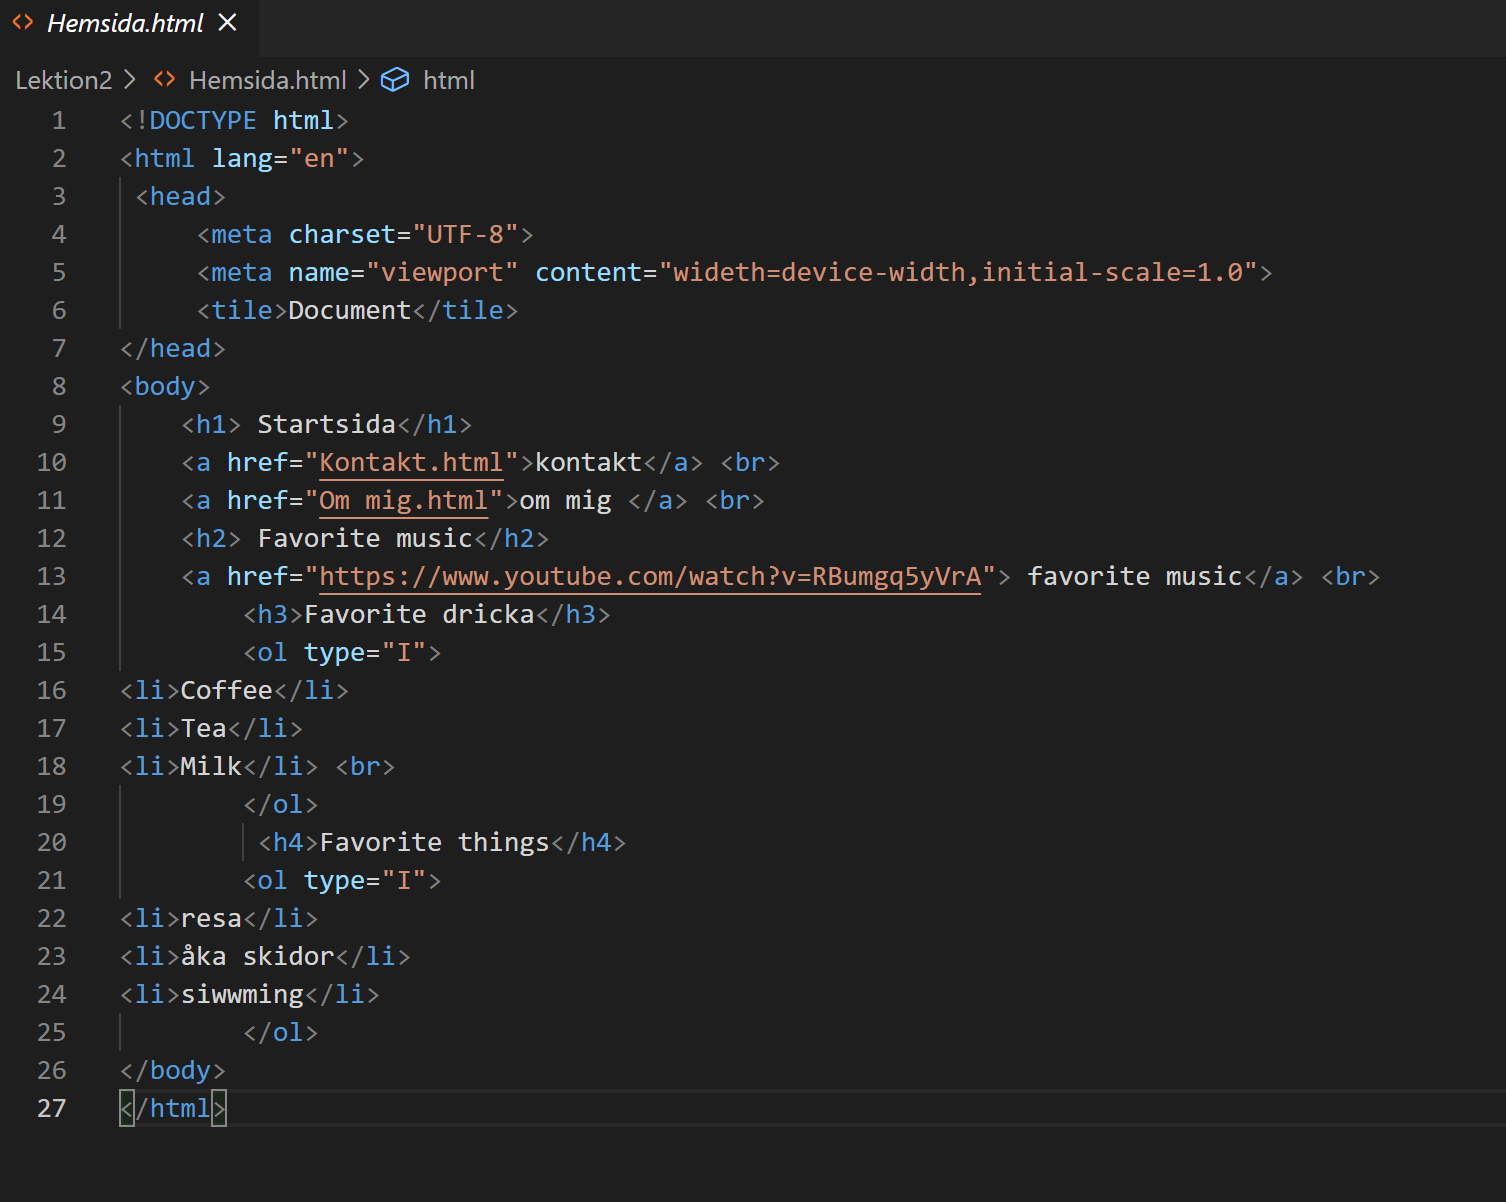 Hemsida.html
Lektion2 > Hemsida.html > html
1 <!DOCTYPE html>
2 <html lang="en">
3 <head>
4 <meta charset="UTF-8">
5 <meta name="viewport" content="wideth=device-width,initial-scale=1.0">
6 <tile>Document</tile>
7 </head>
8 <body>
9 <h1> Startsida</h1>
10 <a href="Kontakt.html">kontakt</a> <br>
11 <a href="Om mig.html">om mig </a> <br>
12 <h2> Favorite music</h2>
13 <a href="https://www.youtube.com/watch?v=RBumgq5yVrA"> favorite music</a> <br>
14 <h3>Favorite dricka</h3>
15 <ol type="I">
16 <li>Coffee</li>
17 <li>Tea</li>
18 <li>Milk</li> <br>
19 </ol>
20 <h4>Favorite things</h4>
21 <ol type="I">
22 <li>resa</li>
23 <li>åka skidor</li>
24 <li>siwwming</li>
25 </ol>
26 </body>
27 </html>